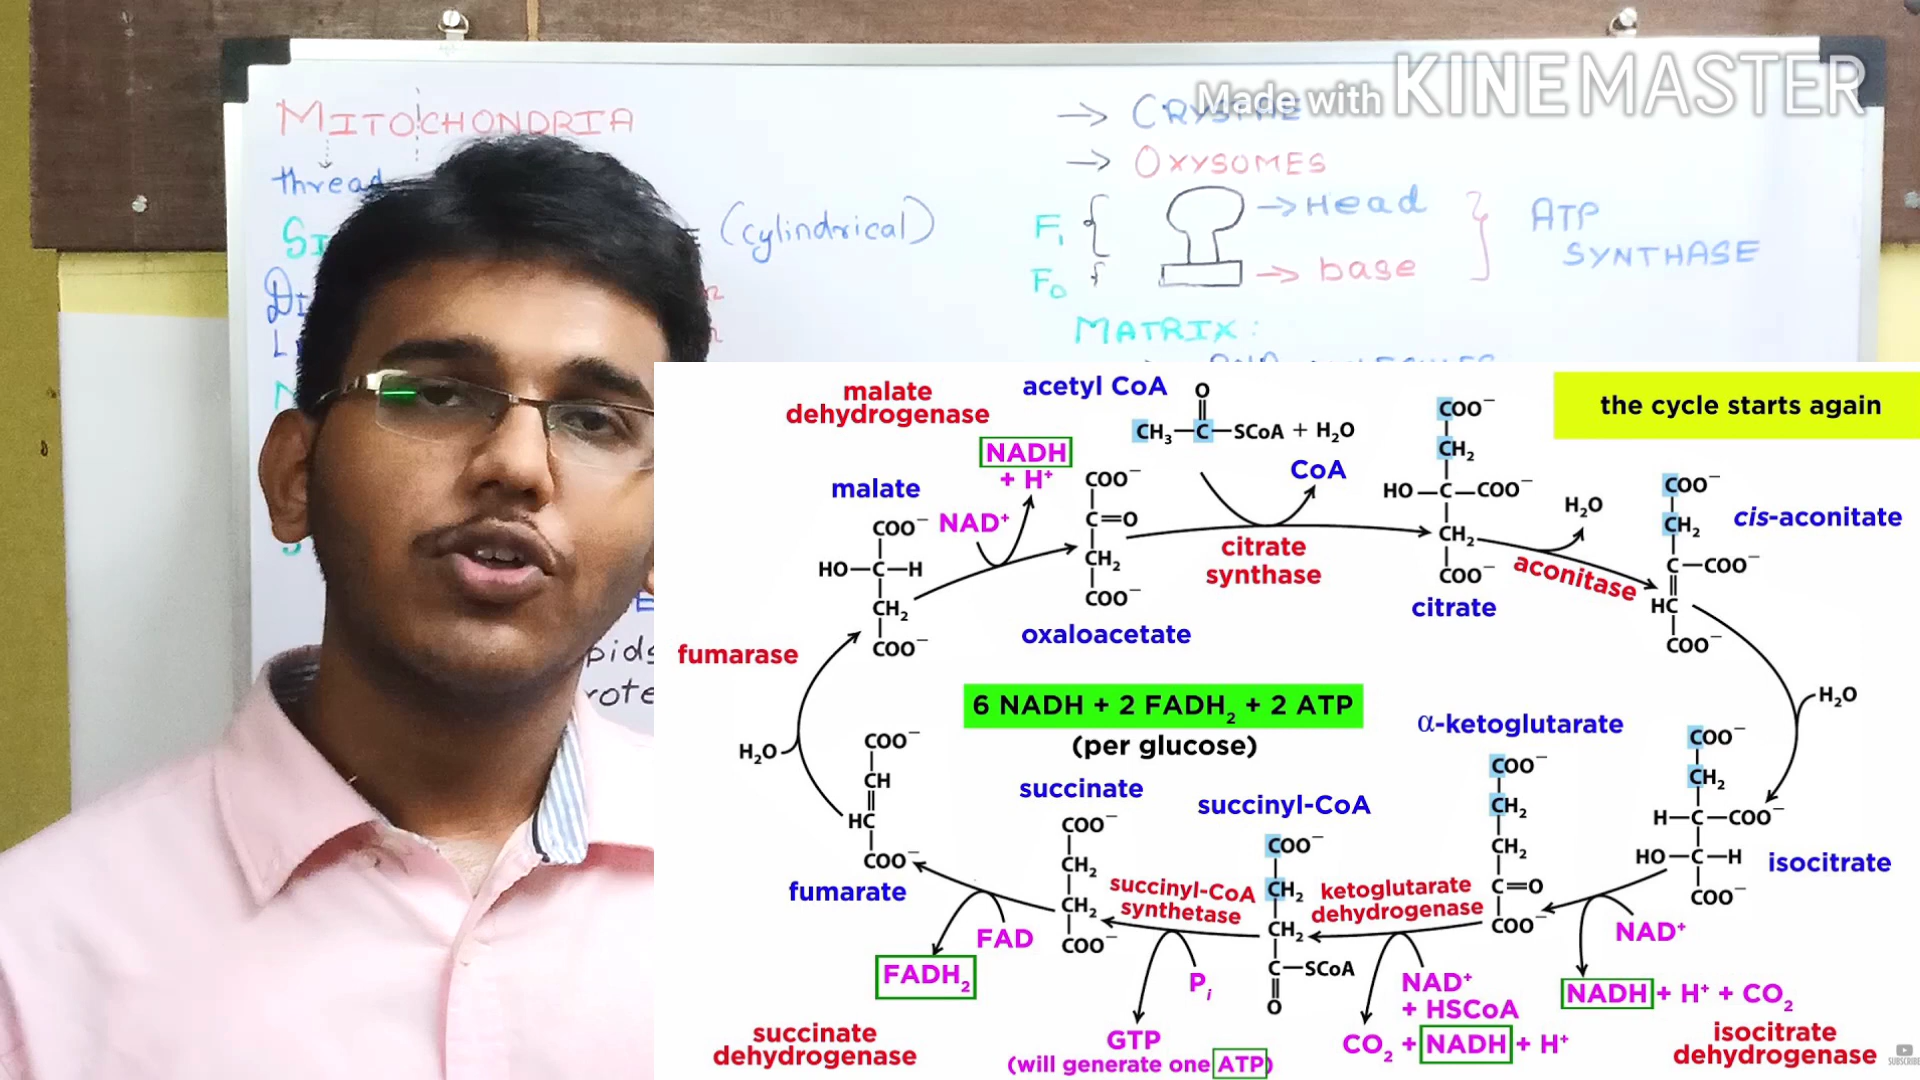 Made with KINEMASTER
MITOCHONDRIA
thread
(cylindrical)
→ CRYSTAE
→ OXYSOMES
F₁ { → Head
F₀ { → base
} ATP
SYNTHASE
MATRIX:
pids
rote
malate
dehydrogenase
acetyl CoA
O
CH₃—C—SCoA + H₂O
NADH
+ H⁺
NAD⁺
CoA
malate
COO⁻
HO—C—H
CH₂
COO⁻
COO⁻
C=O
CH₂
COO⁻
oxaloacetate
citrate
synthase
COO⁻
CH₂
HO—C—COO⁻
CH₂
COO⁻
citrate
the cycle starts again
H₂O
aconitase
COO⁻
CH₂
C—COO⁻
HC
COO⁻
cis-aconitate
fumarase
H₂O
6 NADH + 2 FADH₂ + 2 ATP
(per glucose)
H₂O
COO⁻
CH₂
H—C—COO⁻
HO—C—H
COO⁻
isocitrate
α-ketoglutarate
COO⁻
CH₂
CH₂
C=O
COO⁻
NAD⁺
NADH + H⁺ + CO₂
isocitrate
dehydrogenase
succinyl-CoA
COO⁻
CH₂
CH₂
C—SCoA
O
ketoglutarate
dehydrogenase
NAD⁺
+ HSCoA
CO₂ + NADH + H⁺
succinate
COO⁻
CH₂
CH₂
COO⁻
succinyl-CoA
synthetase
Pᵢ
GTP
(will generate one ATP)
COO⁻
CH
HC
COO⁻
fumarate
FAD
FADH₂
succinate
dehydrogenase
SUBSCRIBE